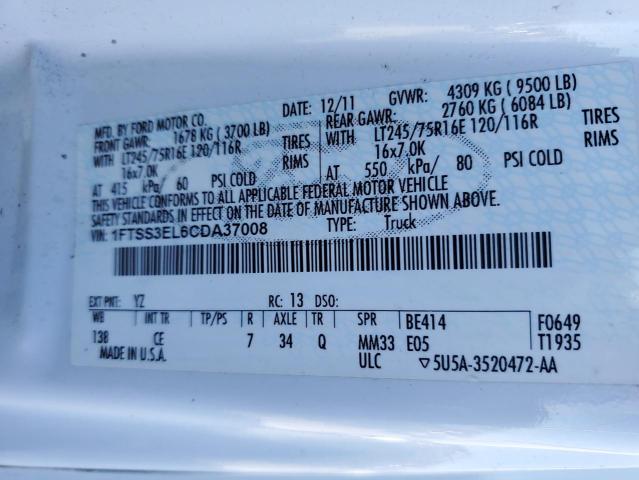 MFD. BY FORD MOTOR CO.
DATE: 12/11 GVWR: 4309 KG ( 9500 LB)
FRONT GAWR: 1678 KG ( 3700 LB) REAR GAWR: 2760 KG ( 6084 LB)
WITH LT245/75R16E 120/116R TIRES WITH LT245/75R16E 120/116R TIRES
16x7.0K RIMS 16x7.0K RIMS
AT 415 kPa/ 60 PSI COLD AT 550 kPa/ 80 PSI COLD
THIS VEHICLE CONFORMS TO ALL APPLICABLE FEDERAL MOTOR VEHICLE
SAFETY STANDARDS IN EFFECT ON THE DATE OF MANUFACTURE SHOWN ABOVE.
VIN: 1FTSS3EL6CDA37008 TYPE: Truck
EXT PNT: YZ RC: 13 DSO:
WB INT TR TP/PS R AXLE TR SPR BE414 F0649
138 CE 7 34 Q MM33 E05 T1935
MADE IN U.S.A. ULC ▽5U5A-3520472-AA